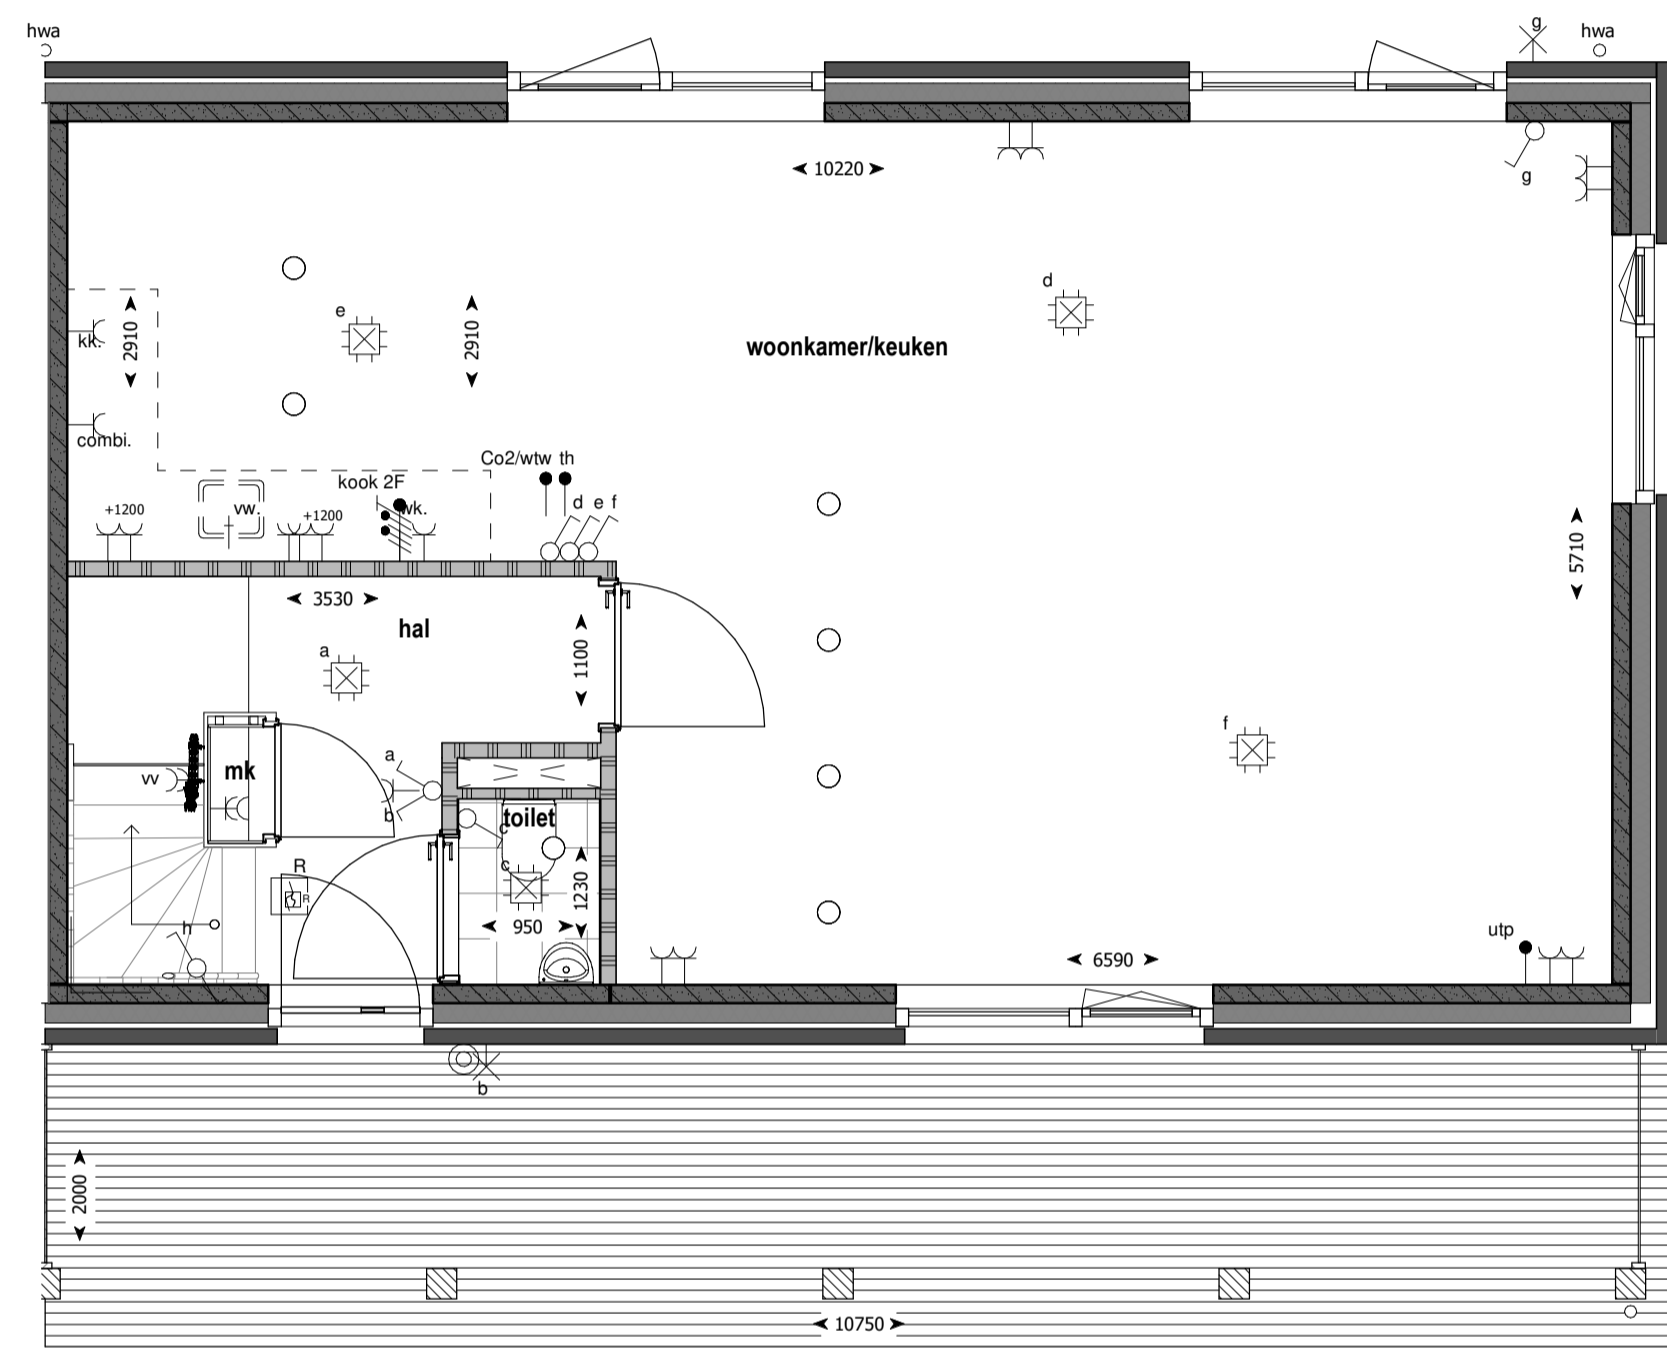 hwa
g
hwa
10220
g
d
e
kk.
2910
2910
woonkamer/keuken
combi.
Co2/wtw th
kook 2F
d e f
+1200
vw.
+1200
wk.
5710
3530
hal
1100
a
f
a
mk
vv
b
toilet
c
R
c
R
1230
950
h
utp
6590
b
2000
10750